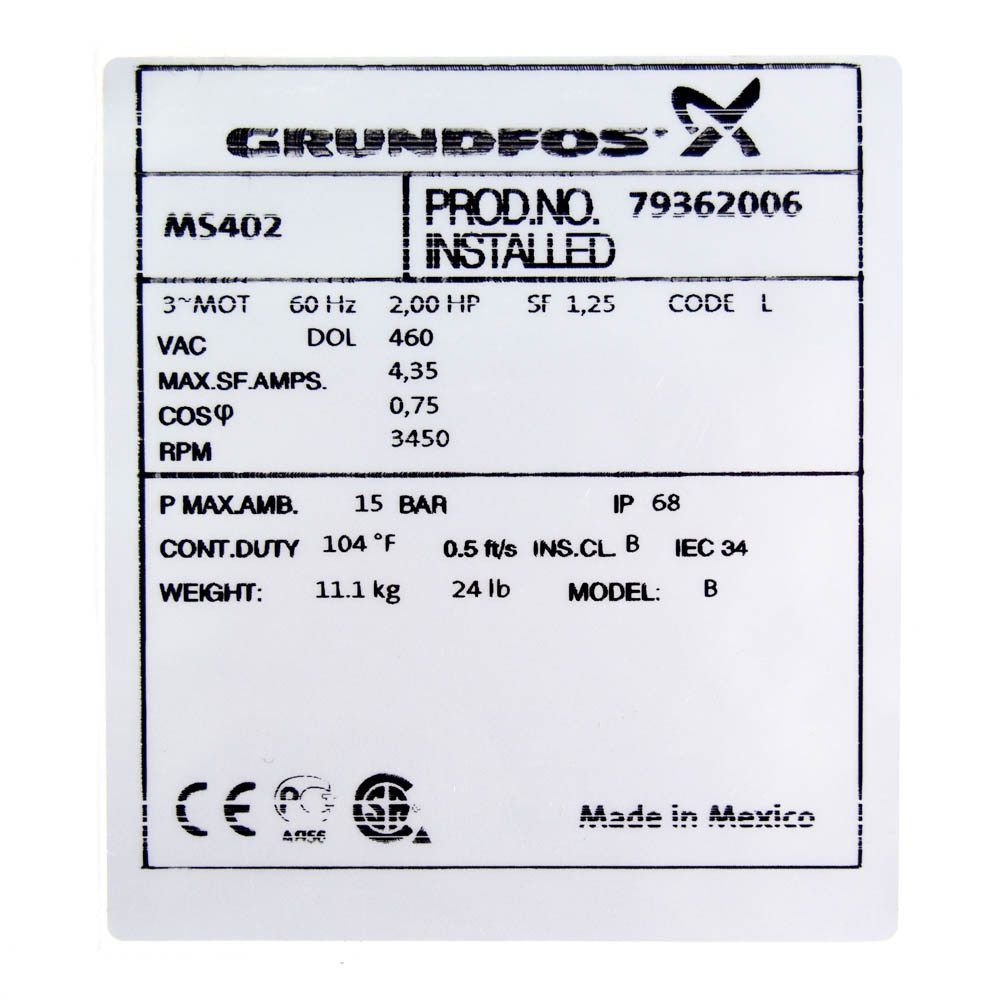 GRUNDFOS
MS402
PROD.NO. 79362006
INSTALLED
3~MOT 60 Hz 2,00 HP SF 1,25 CODE L
VAC DOL 460
MAX.SF.AMPS. 4,35
COSφ 0,75
RPM 3450
P MAX.AMB. 15 BAR IP 68
CONT.DUTY 104 °F 0.5 ft/s INS.CL. B IEC 34
WEIGHT: 11.1 kg 24 lb MODEL: B
CE
Made in Mexico